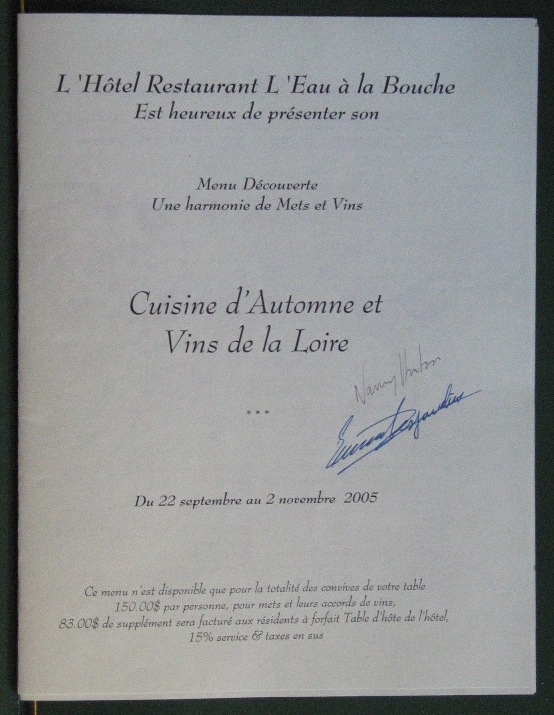 L 'Hôtel Restaurant L 'Eau à la Bouche
Est heureux de présenter son
Menu Découverte
Une harmonie de Mets et Vins
Cuisine d'Automne et
Vins de la Loire
Nancy Hinton
Desjardins
***
Du 22 septembre au 2 novembre 2005
Ce menu n'est disponible que pour la totalité des convives de votre table
150.00$ par personne, pour mets et leurs accords de vins,
83.00$ de supplément sera facturé aux résidents à forfait Table d'hôte de l'hôtel,
15% service & taxes en sus